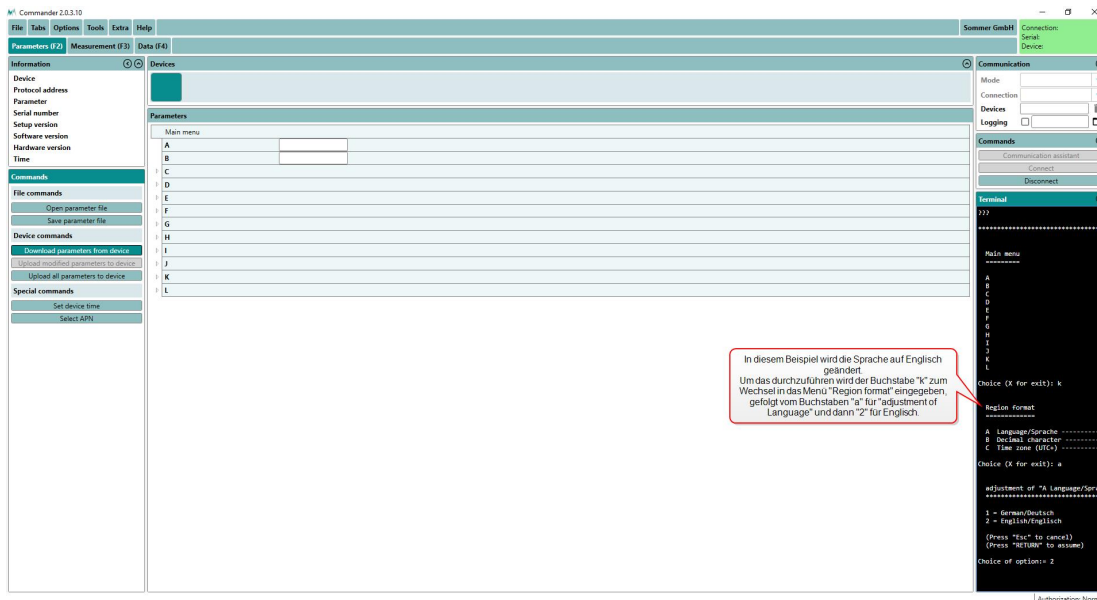 Commander 2.0.3.10
File Tabs Options Tools Extra Help
Sommer GmbH
Connection:
Serial:
Device:
Parameters (F2) Measurement (F3) Data (F4)
Information
Device
Protocol address
Parameter
Serial number
Setup version
Software version
Hardware version
Time
Commands
File commands
Open parameter file
Save parameter file
Device commands
Download parameters from device
Upload modified parameters to device
Upload all parameters to device
Special commands
Set device time
Select APN
Devices
Parameters
Main menu
A
B
C
D
E
F
G
H
I
J
K
L
In diesem Beispiel wird die Sprache auf Englisch
geändert.
Um das durchzuführen wird der Buchstabe "k" zum
Wechsel in das Menü "Region format" eingegeben,
gefolgt vom Buchstaben "a" für "adjustment of
Language" und dann "2" für Englisch.
Communication
Mode
Connection
Devices
Logging
Commands
Communication assistant
Connect
Disconnect
Terminal
???
********************************
Main menu
=========
A
B
C
D
E
F
G
H
I
J
K
L
Choice (X for exit): k
Region format
=============
A Language/Sprache ---------
B Decimal character --------
C Time zone (UTC+) ---------
Choice (X for exit): a
adjustment of "A Language/Spra
******************************
1 = German/Deutsch
2 = English/Englisch
(Press "Esc" to cancel)
(Press "RETURN" to assume)
Choice of option:= 2
Authorization: Norm